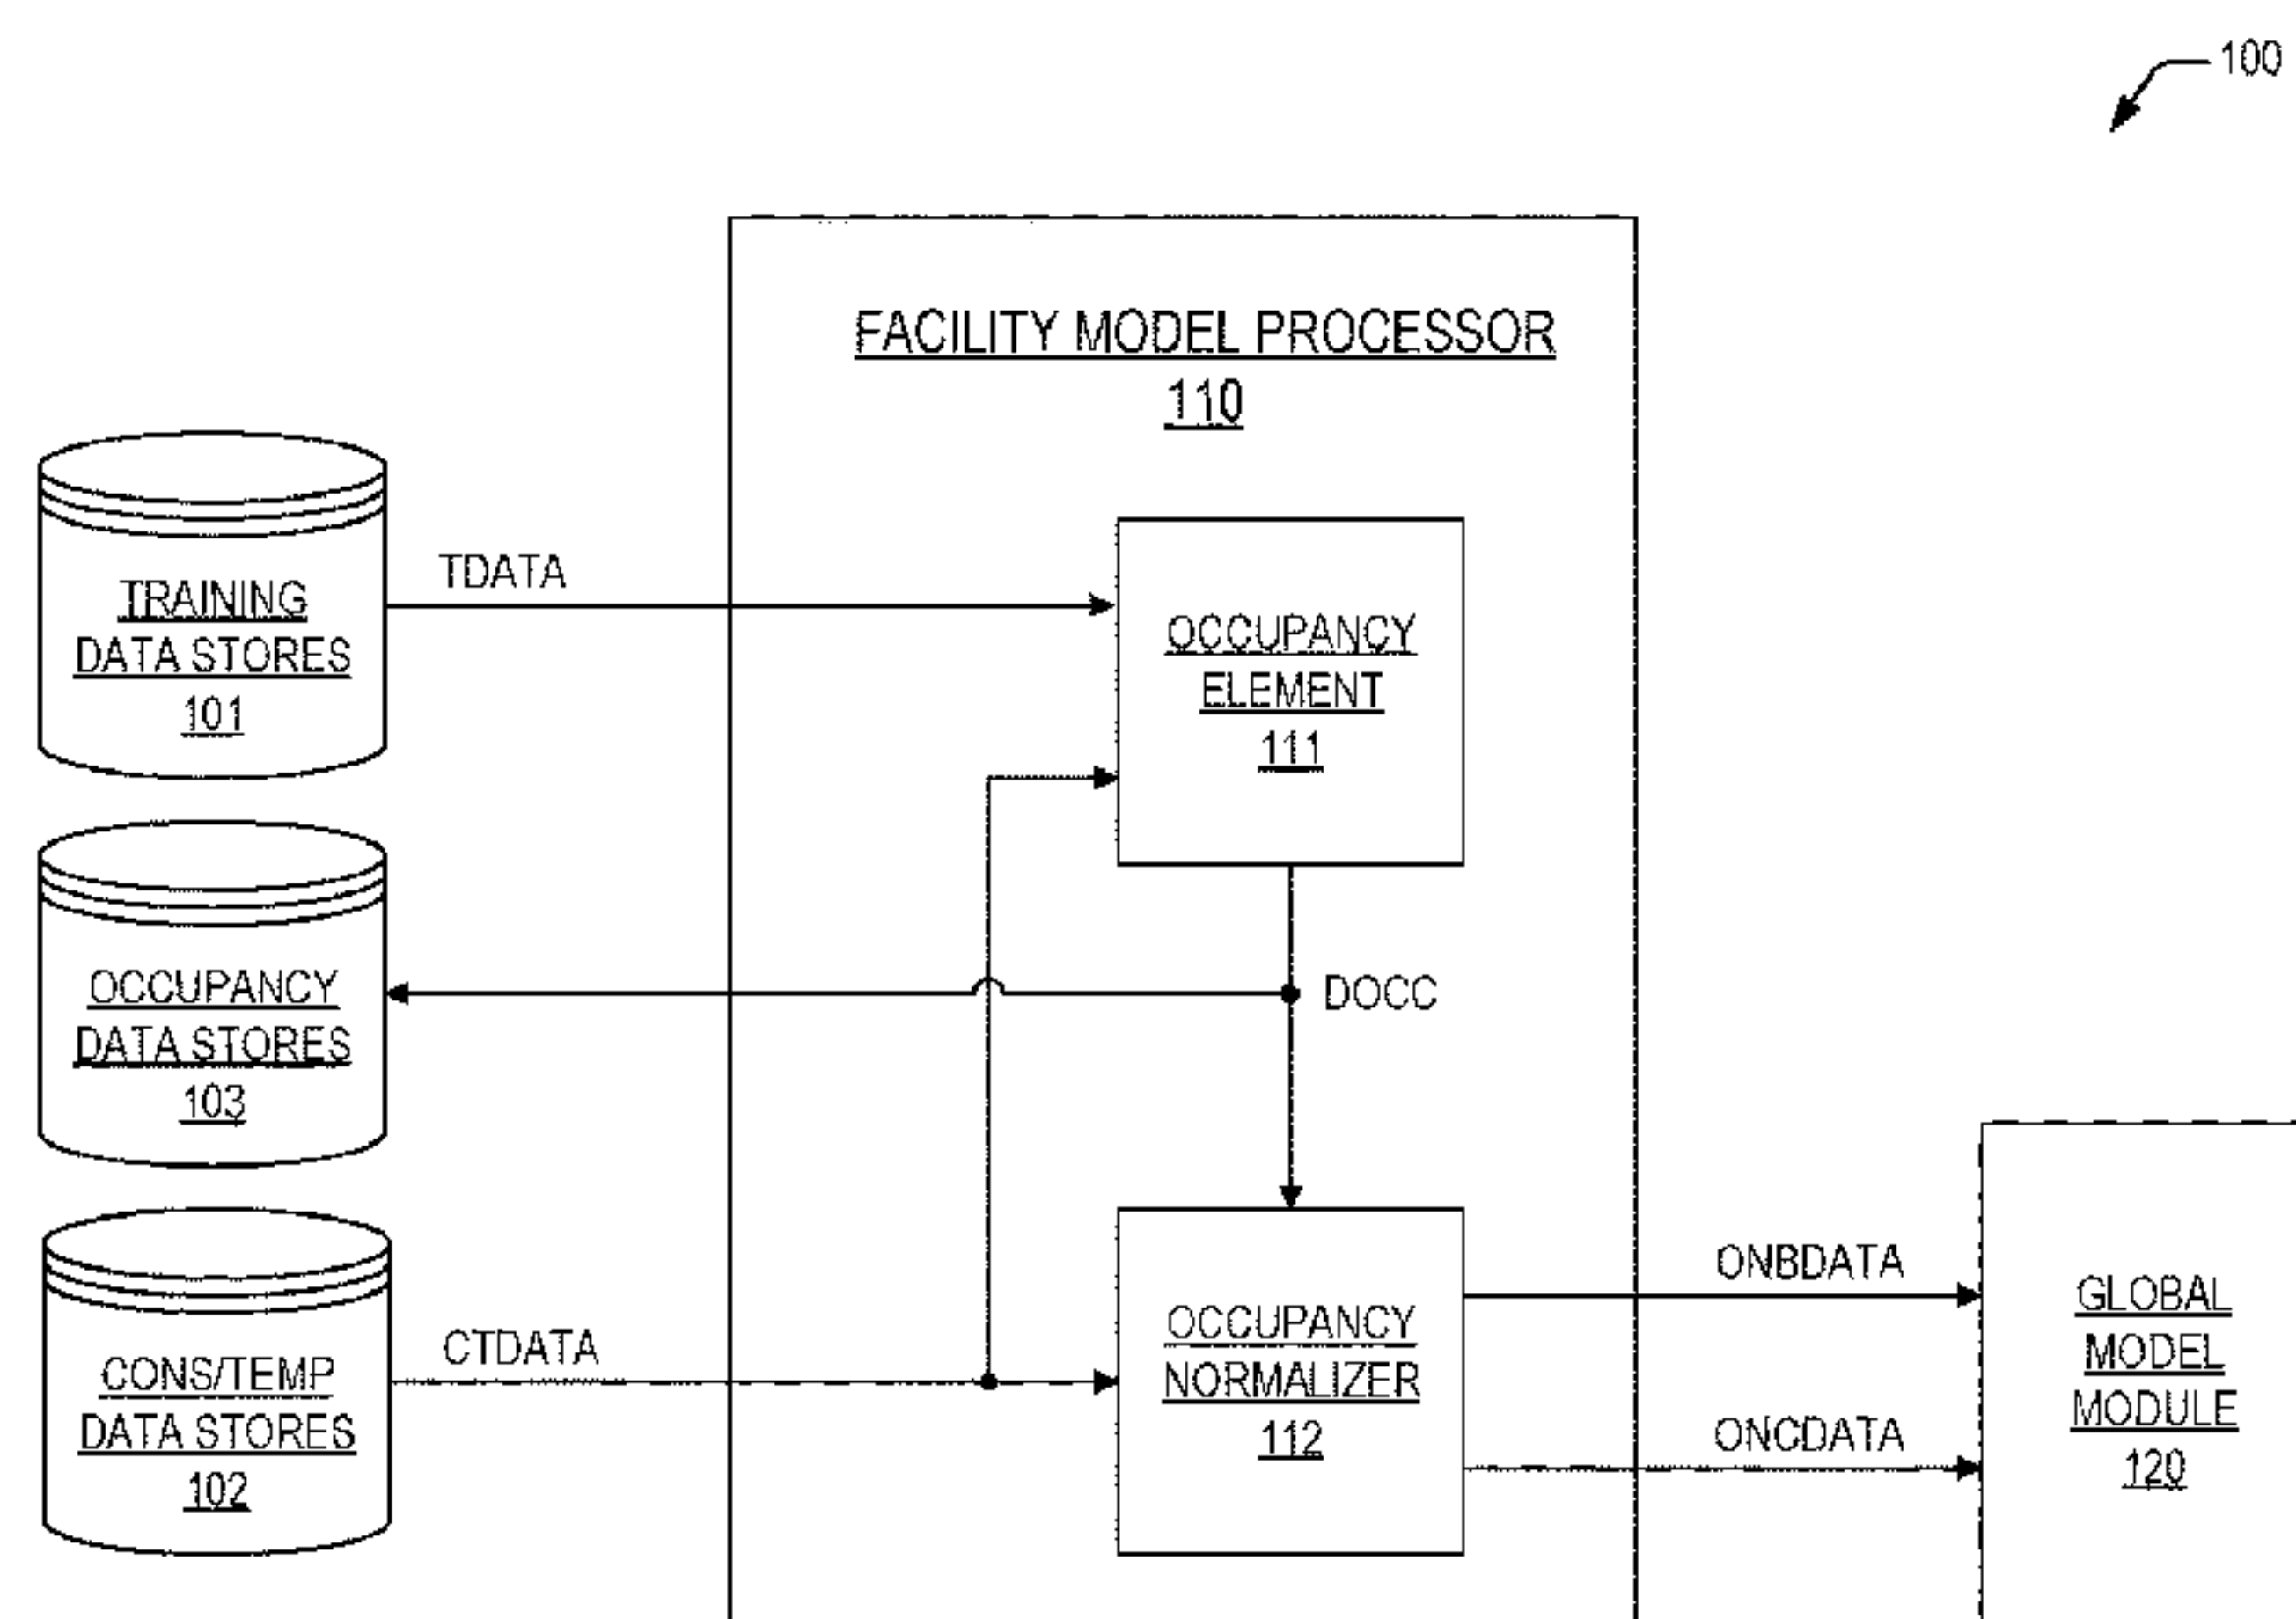 100
FACILITY MODEL PROCESSOR
110
TRAINING
DATA STORES
101
TDATA
OCCUPANCY
ELEMENT
111
OCCUPANCY
DATA STORES
103
DOCC
CONS/TEMP
DATA STORES
102
CTDATA
OCCUPANCY
NORMALIZER
112
ONBDATA
ONCDATA
GLOBAL
MODEL
MODULE
120